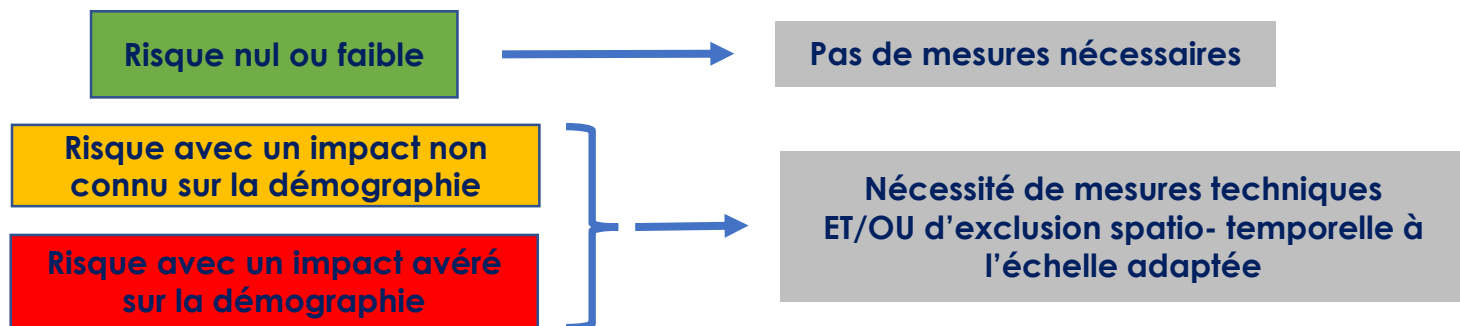 Risque nul ou faible
Pas de mesures nécessaires
Risque avec un impact non
connu sur la démographie
Risque avec un impact avéré
sur la démographie
Nécessité de mesures techniques
ET/OU d’exclusion spatio- temporelle à
l’échelle adaptée